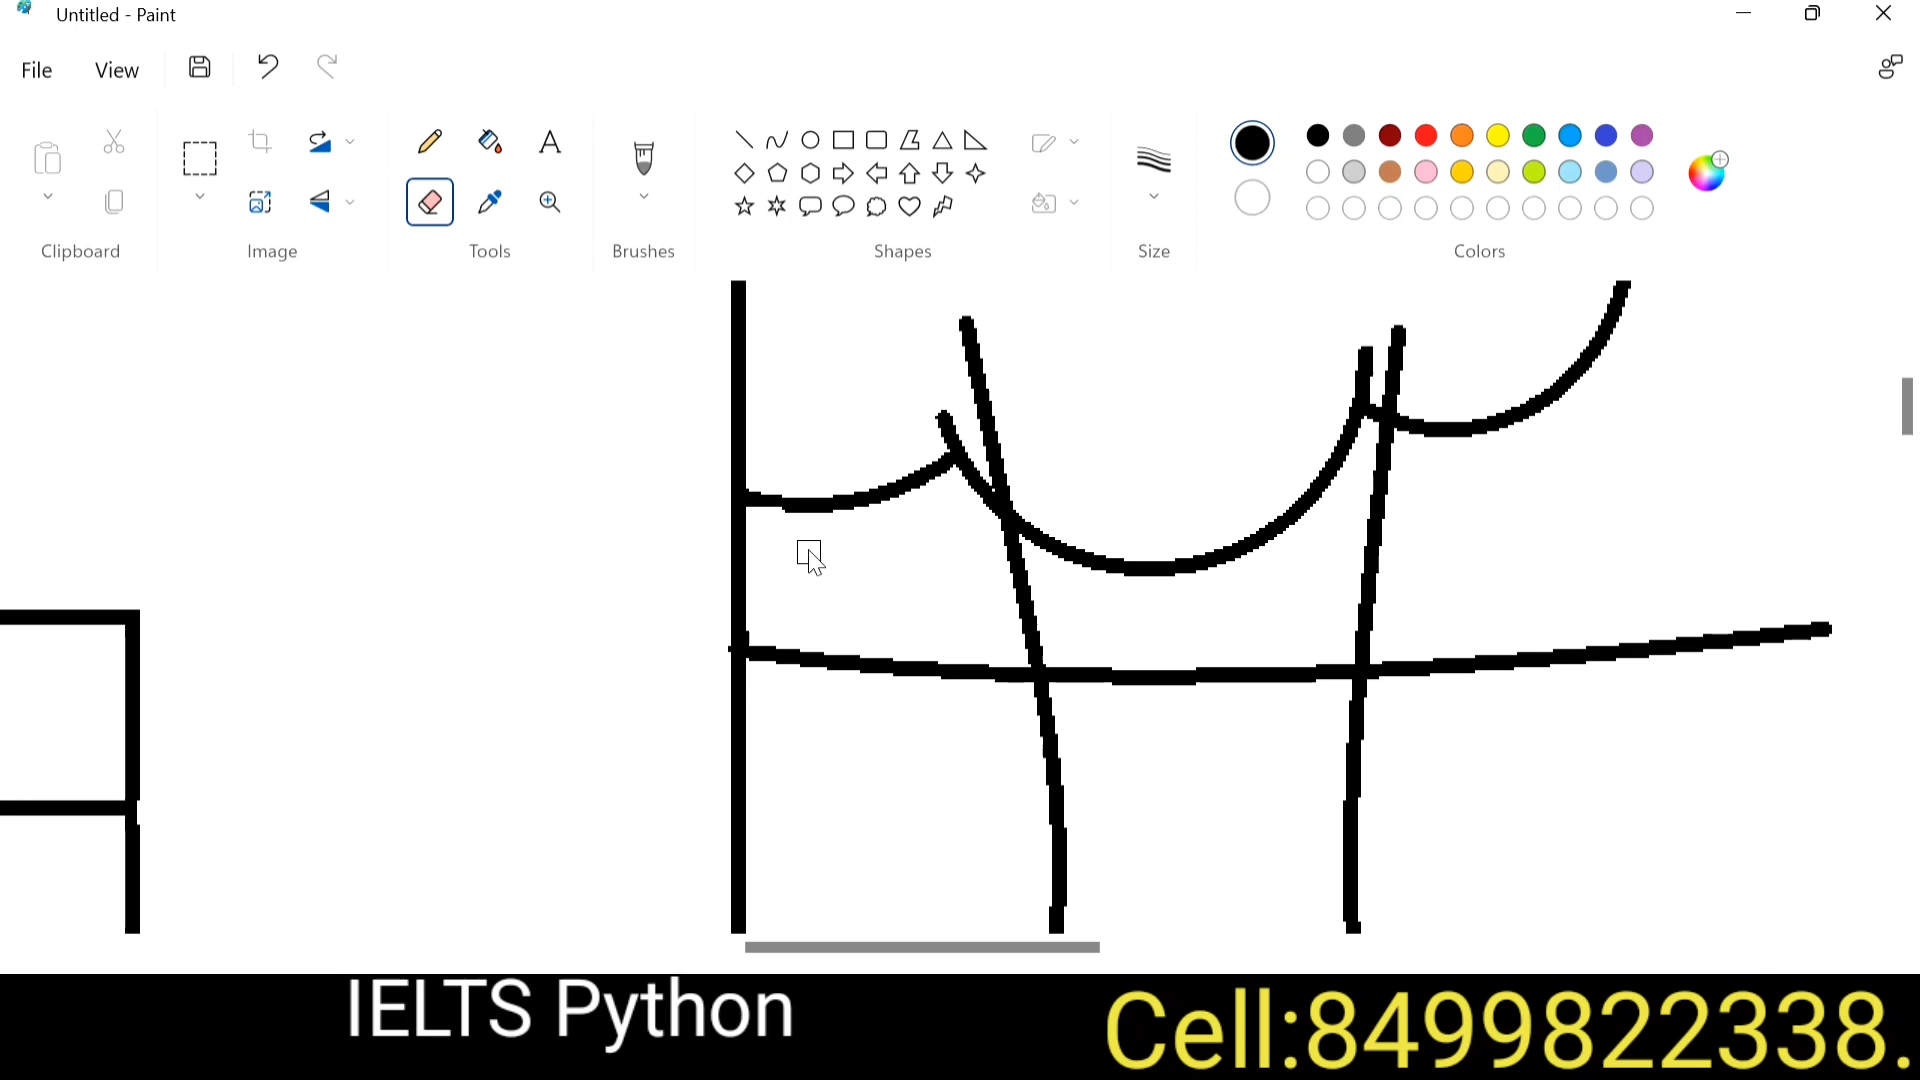 Untitled - Paint
File View
Clipboard Image Tools Brushes Shapes Size Colors
IELTS Python
Cell:8499822338.